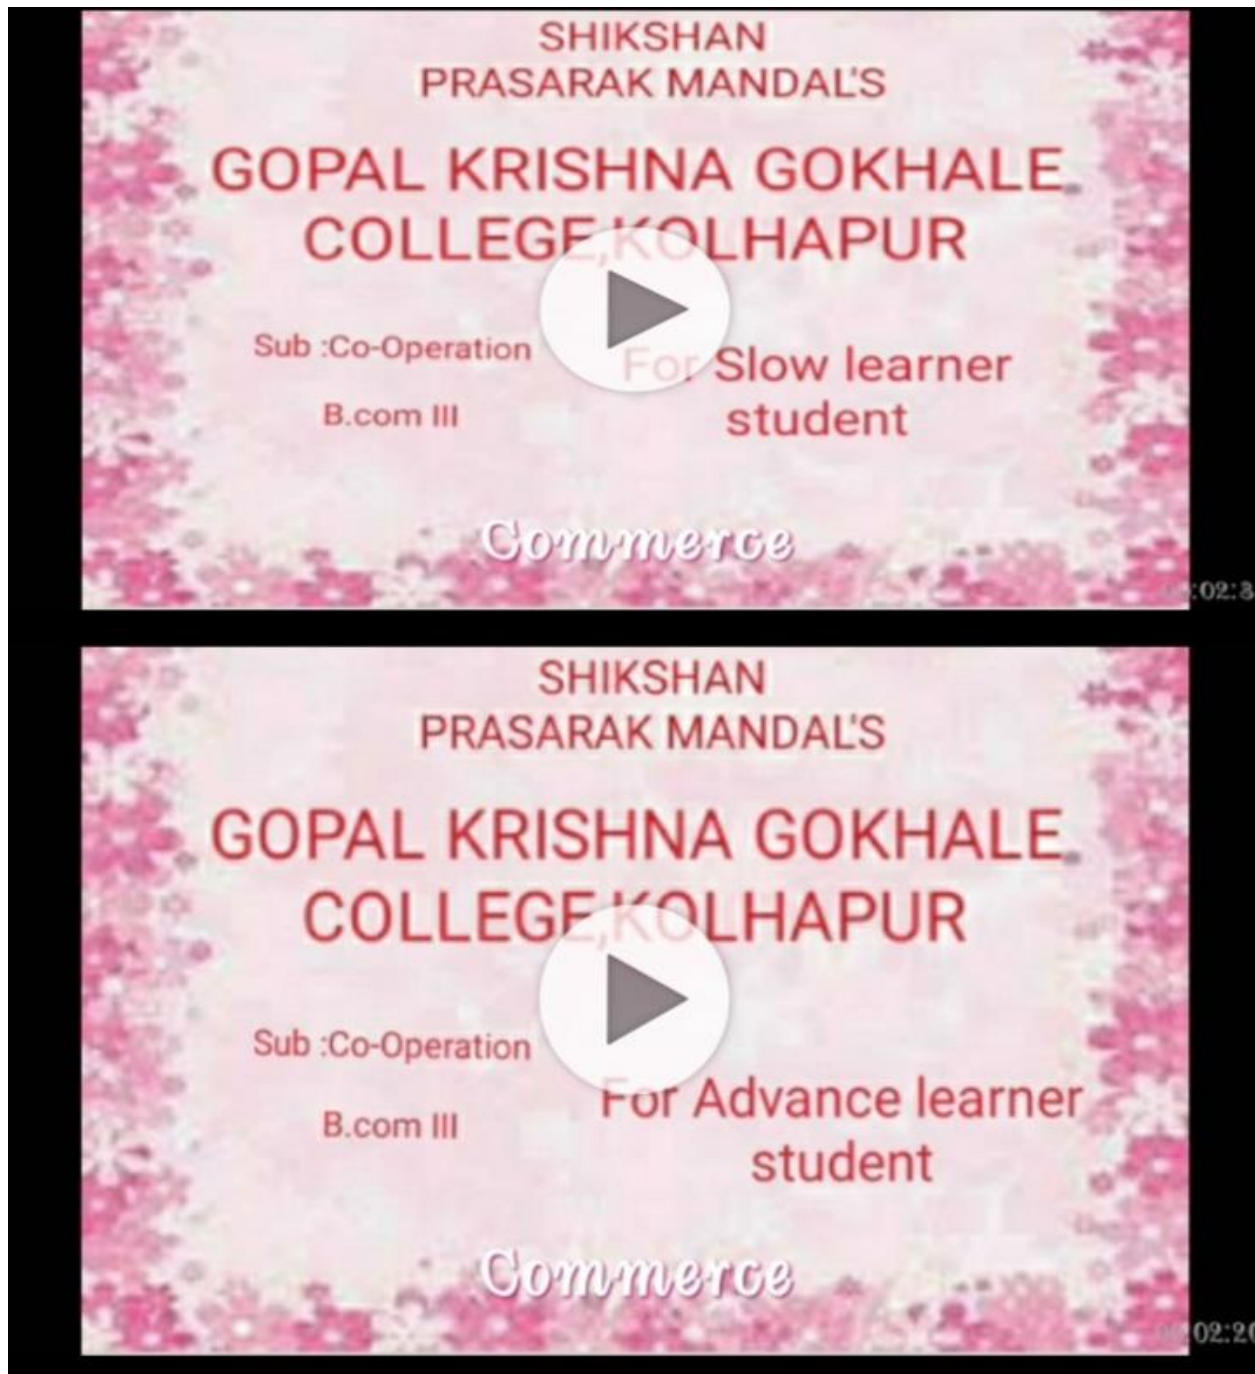 SHIKSHAN
PRASARAK MANDAL'S
GOPAL KRISHNA GOKHALE
COLLEGE,KOLHAPUR
Sub :Co-Operation
B.com III
For Slow learner
student
Commerce
:02:3
SHIKSHAN
PRASARAK MANDAL'S
GOPAL KRISHNA GOKHALE
COLLEGE,KOLHAPUR
Sub :Co-Operation
B.com III
For Advance learner
student
Commerce
02:20